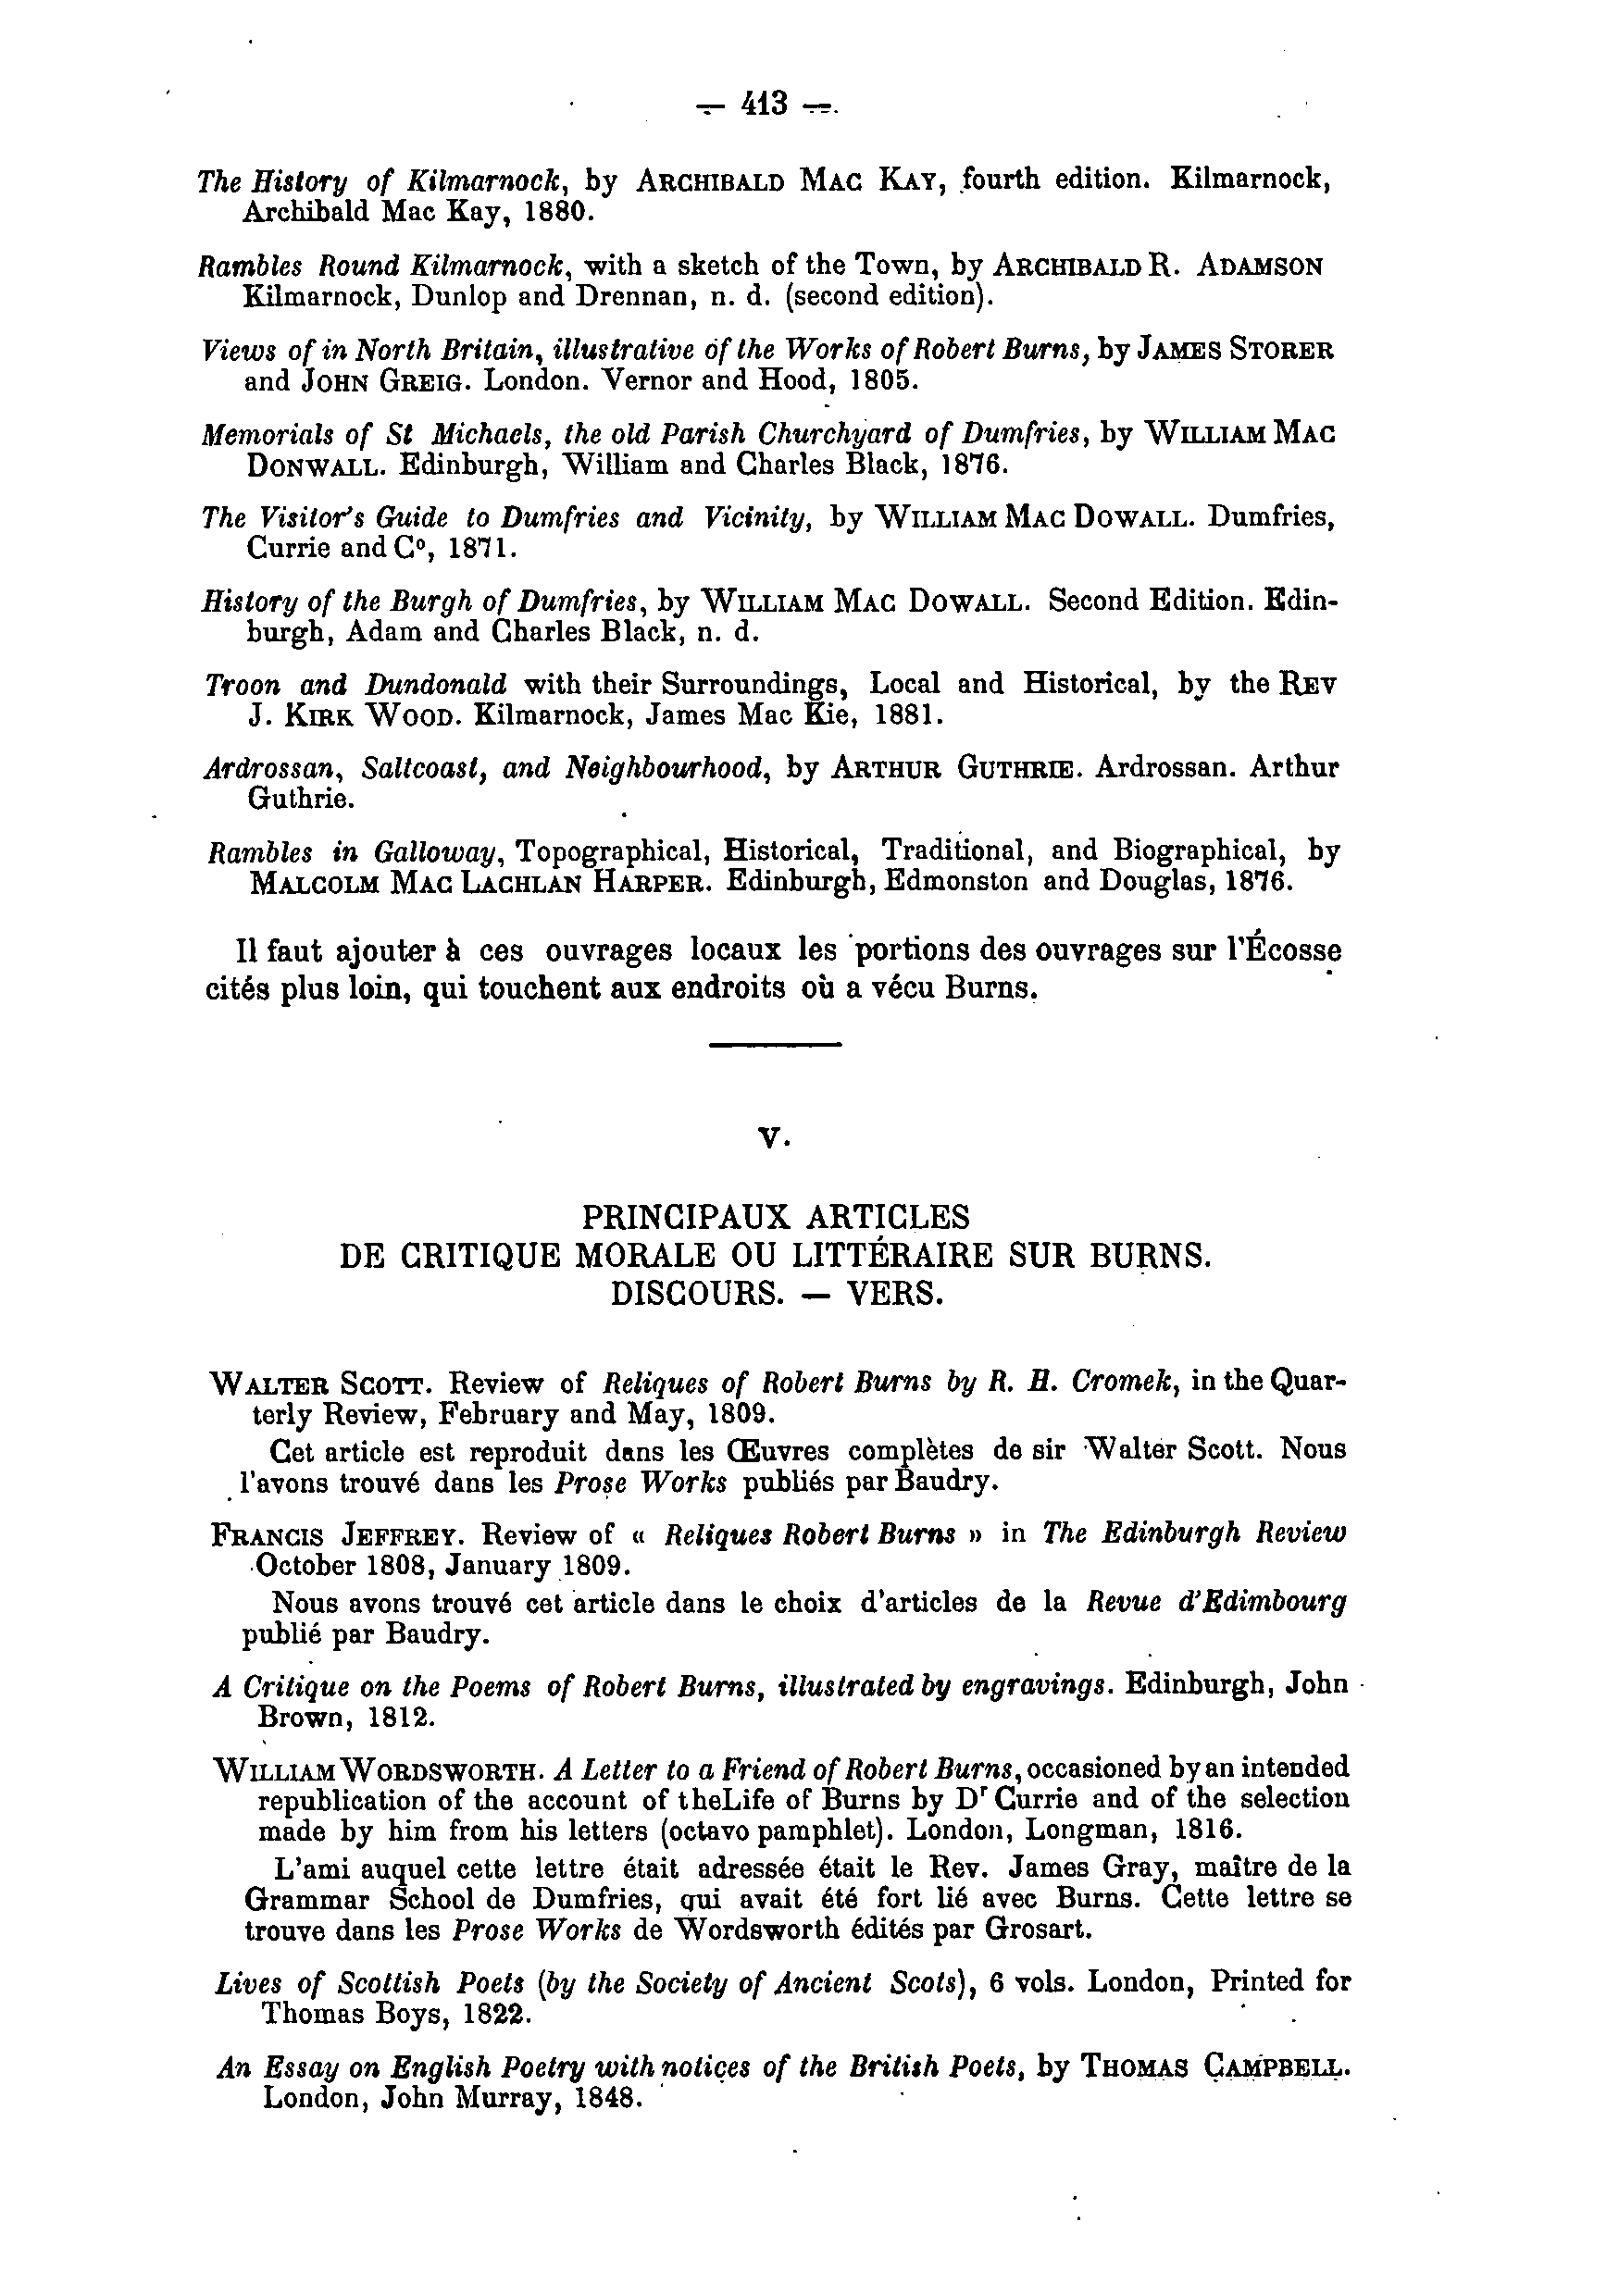 — 413 —.
The History of Kilmarnock, by ARCHIBALD MAC KAY, fourth edition. Kilmarnock,
Archibald Mac Kay, 1880.
Rambles Round Kilmarnock, with a sketch of the Town, by ARCHIBALD R. ADAMSON
Kilmarnock, Dunlop and Drennan, n. d. (second edition).
Views of in North Britain, illustrative of the Works of Robert Burns, by JAMES STORER
and JOHN GREIG. London. Vernor and Hood, 1805.
Memorials of St Michaels, the old Parish Churchyard of Dumfries, by WILLIAM MAC
DONWALL. Edinburgh, William and Charles Black, 1876.
The Visitor's Guide to Dumfries and Vicinity, by WILLIAM MAC DOWALL. Dumfries,
Currie and Cº, 1871.
History of the Burgh of Dumfries, by WILLIAM MAC DOWALL. Second Edition. Edin-
burgh, Adam and Charles Black, n. d.
Troon and Dundonald with their Surroundings, Local and Historical, by the REV
J. KIRK WOOD. Kilmarnock, James Mac Kie, 1881.
Ardrossan, Saltcoast, and Neighbourhood, by ARTHUR GUTHRIE. Ardrossan. Arthur
Guthrie.
Rambles in Galloway, Topographical, Historical, Traditional, and Biographical, by
MALCOLM MAC LACHLAN HARPER. Edinburgh, Edmonston and Douglas, 1876.
Il faut ajouter à ces ouvrages locaux les portions des ouvrages sur l'Écosse
cités plus loin, qui touchent aux endroits où a vécu Burns.
V.
PRINCIPAUX ARTICLES
DE CRITIQUE MORALE OU LITTÉRAIRE SUR BURNS.
DISCOURS. — VERS.
WALTER SCOTT. Review of Reliques of Robert Burns by R. H. Cromek, in the Quar-
terly Review, February and May, 1809.
Cet article est reproduit dans les Œuvres complètes de sir Walter Scott. Nous
l'avons trouvé dans les Prose Works publiés par Baudry.
FRANCIS JEFFREY. Review of « Reliques Robert Burns » in The Edinburgh Review
October 1808, January 1809.
Nous avons trouvé cet article dans le choix d'articles de la Revue d'Edimbourg
publié par Baudry.
A Critique on the Poems of Robert Burns, illustrated by engravings. Edinburgh, John
Brown, 1812.
WILLIAM WORDSWORTH. A Letter to a Friend of Robert Burns, occasioned by an intended
republication of the account of theLife of Burns by Dʳ Currie and of the selection
made by him from his letters (octavo pamphlet). London, Longman, 1816.
L'ami auquel cette lettre était adressée était le Rev. James Gray, maître de la
Grammar School de Dumfries, qui avait été fort lié avec Burns. Cette lettre se
trouve dans les Prose Works de Wordsworth édités par Grosart.
Lives of Scottish Poets (by the Society of Ancient Scots), 6 vols. London, Printed for
Thomas Boys, 1822.
An Essay on English Poetry with notices of the British Poets, by THOMAS CAMPBELL.
London, John Murray, 1848.